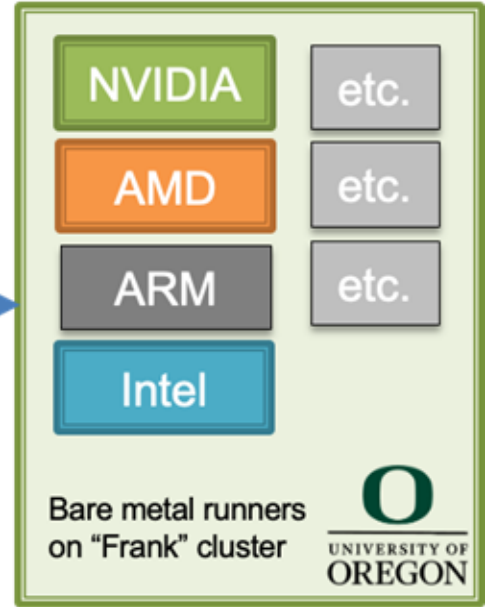 NVIDIA
etc.
AMD
etc.
ARM
etc.
Intel
Bare metal runners
on “Frank” cluster
O
UNIVERSITY OF
OREGON